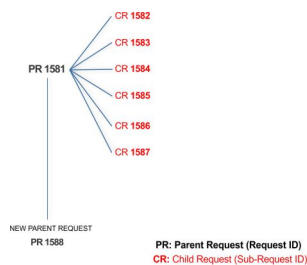 CR 1582
CR 1583
PR 1581
CR 1584
CR 1585
CR 1586
CR 1587
NEW PARENT REQUEST
PR 1588
PR: Parent Request (Request ID)
CR: Child Request (Sub-Request ID)